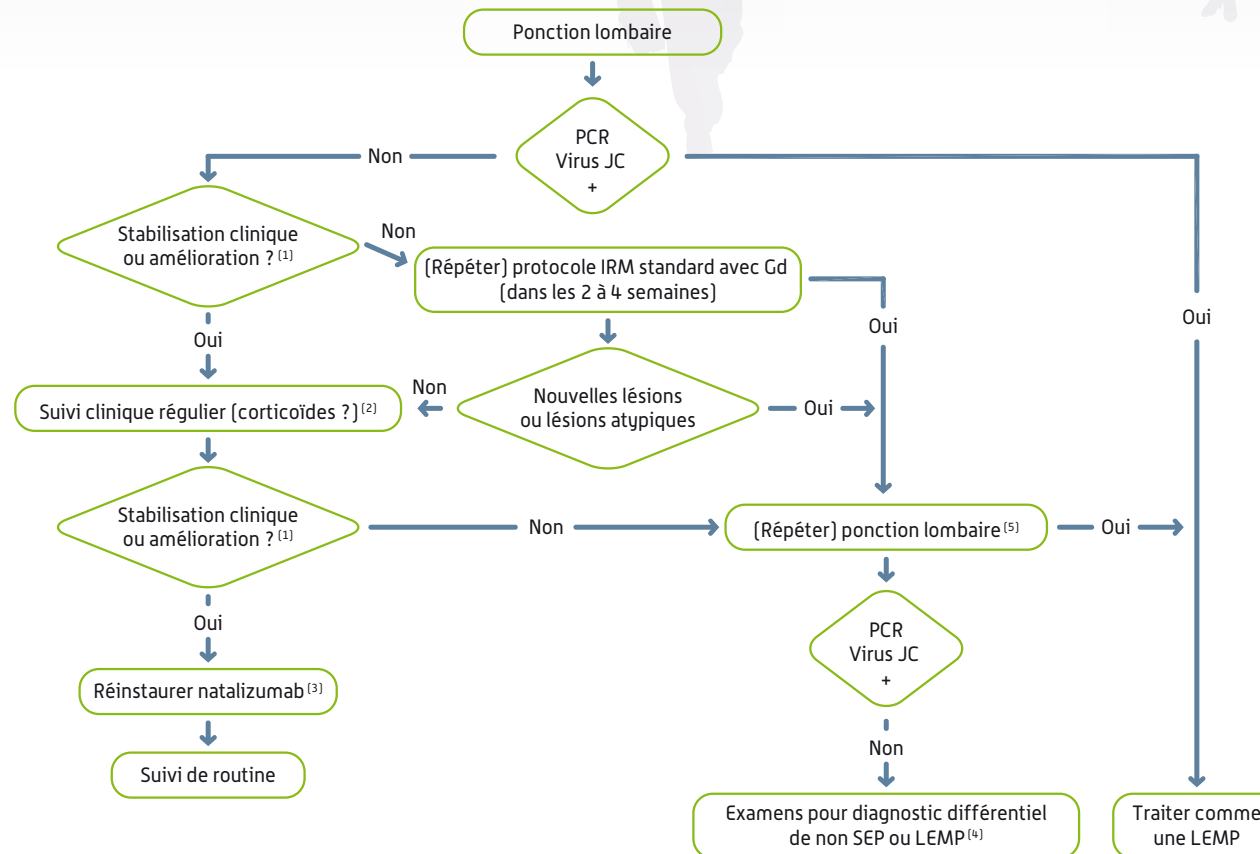 Ponction lombaire
PCR
Virus JC
+
Non
Stabilisation clinique
ou amélioration ? (1)
Non
(Répéter) protocole IRM standard avec Gd
(dans les 2 à 4 semaines)
Oui
Oui
Oui
Nouvelles lésions
ou lésions atypiques
Non
Oui
Suivi clinique régulier (corticoïdes ?) (2)
Stabilisation clinique
ou amélioration ? (1)
Non
(Répéter) ponction lombaire (5)
Oui
Oui
PCR
Virus JC
+
Réinstaurer natalizumab (3)
Non
Suivi de routine
Examens pour diagnostic différentiel
de non SEP ou LEMP (4)
Traiter comme
une LEMP